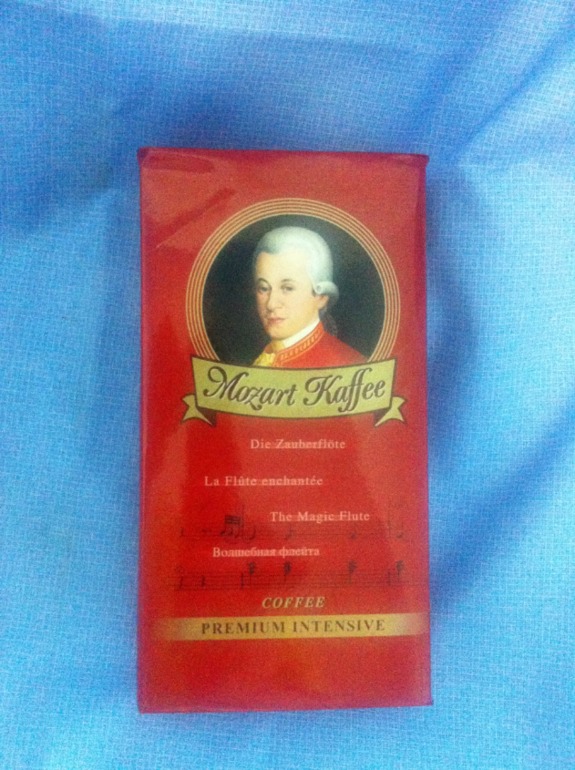 Mozart Kaffee
Die Zauberflöte
La Flûte enchantée
The Magic Flute
Волшебная флейта
COFFEE
PREMIUM INTENSIVE